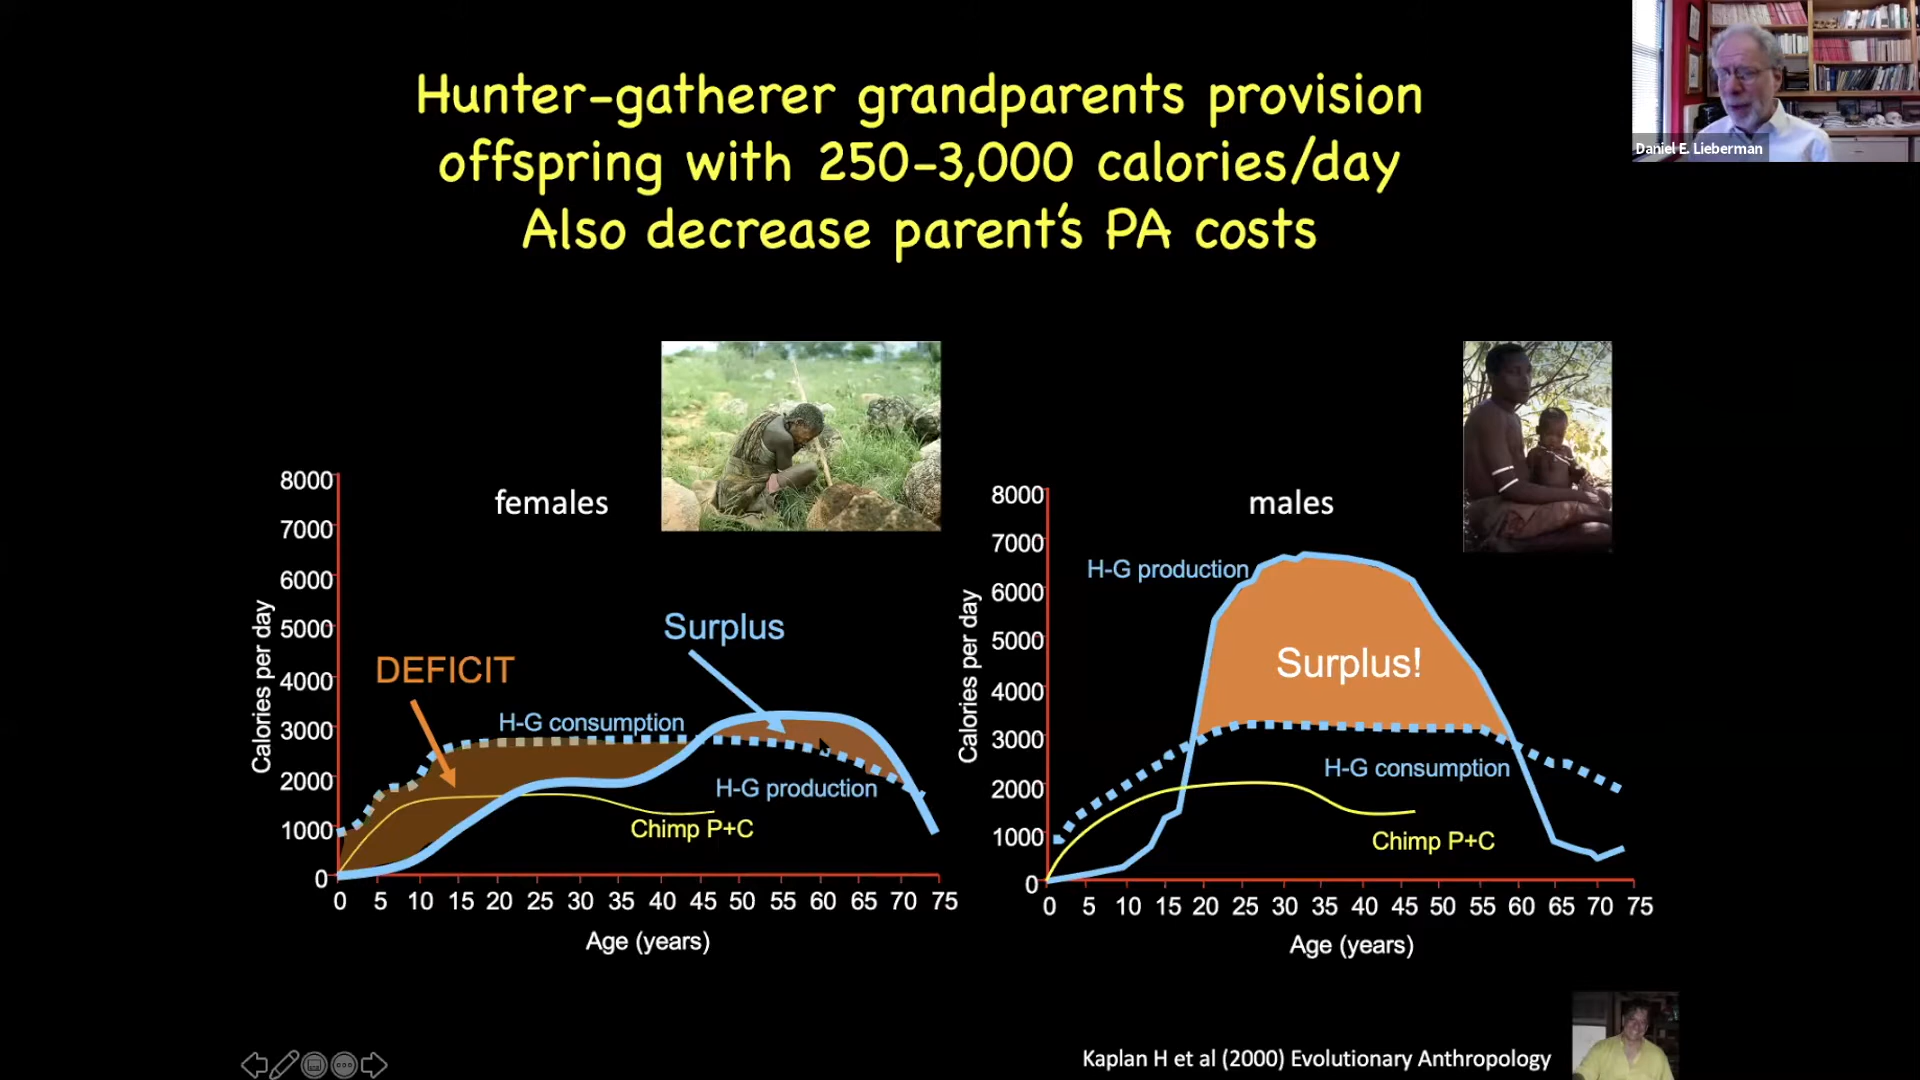 Hunter-gatherer grandparents provision
offspring with 250-3,000 calories/day
Also decrease parent's PA costs
Daniel E. Lieberman
females
8000
7000
6000
5000
4000
3000
2000
1000
0
Calories per day
DEFICIT
Surplus
H-G consumption
H-G production
Chimp P+C
0 5 10 15 20 25 30 35 40 45 50 55 60 65 70 75
Age (years)
males
8000
7000
6000
5000
4000
3000
2000
1000
0
Calories per day
H-G production
Surplus!
H-G consumption
Chimp P+C
0 5 10 15 20 25 30 35 40 45 50 55 60 65 70 75
Age (years)
Kaplan H et al (2000) Evolutionary Anthropology